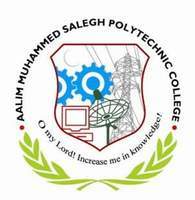 • AALIM MUHAMMED SALEGH POLYTECHNIC COLLEGE •
O my Lord! Increase me in knowledge!